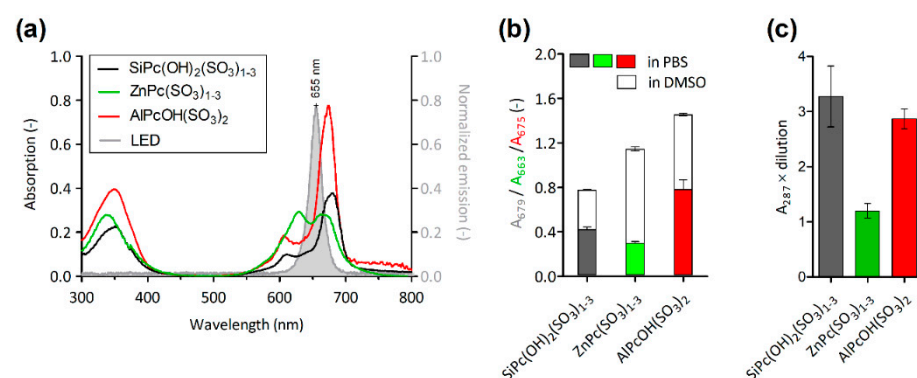 (a)
1.0
0.8
0.6
0.4
0.2
0.0
Absorption (-)
SiPc(OH)2(SO3)1-3
ZnPc(SO3)1-3
AlPcOH(SO3)2
LED
655 nm
1.0
0.8
0.6
0.4
0.2
0.0
Normalized emission (-)
300 400 500 600 700 800
Wavelength (nm)
(b)
2.0
1.6
1.2
0.8
0.4
0.0
A679 / A663 / A675 (-)
in PBS
in DMSO
SiPc(OH)2(SO3)1-3
ZnPc(SO3)1-3
AlPcOH(SO3)2
(c)
4
3
2
1
0
A287 × dilution
SiPc(OH)2(SO3)1-3
ZnPc(SO3)1-3
AlPcOH(SO3)2